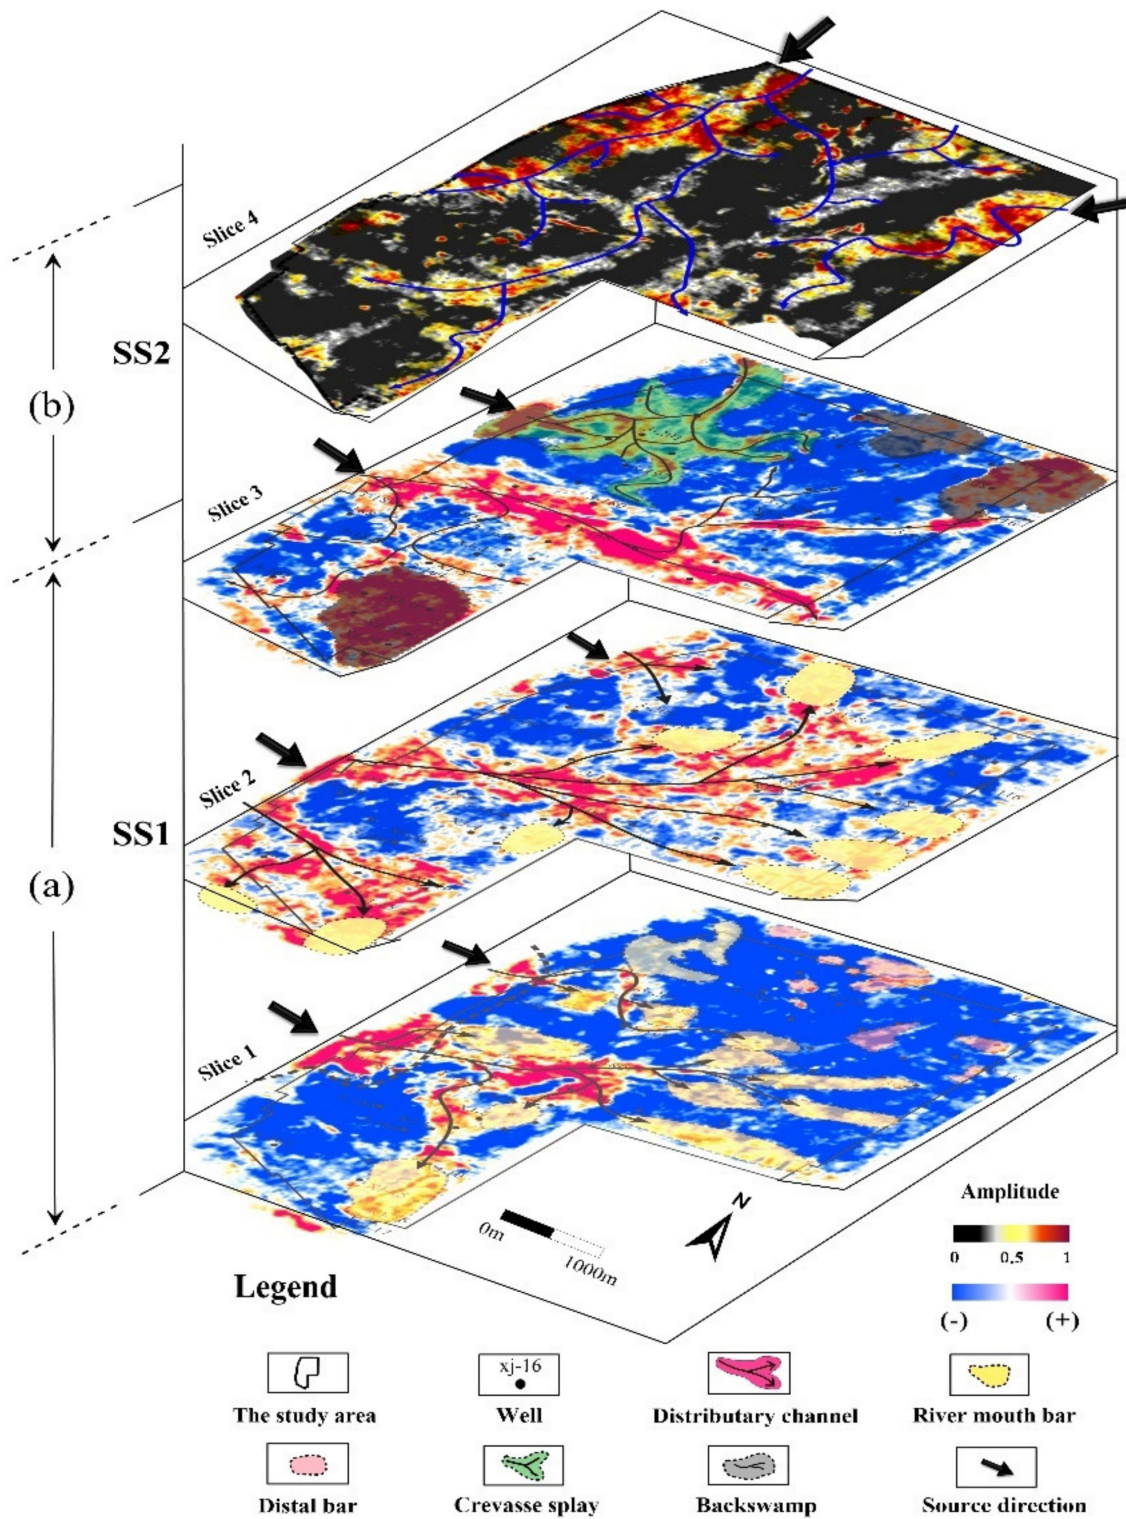 Slice 4
SS2
(b)
Slice 3
Slice 2
SS1
(a)
Slice 1
N
0m
1000m
Amplitude
0 0,5 1
(-) (+)
Legend
xj-16
The study area Well Distributary channel River mouth bar
Distal bar Crevasse splay Backswamp Source direction